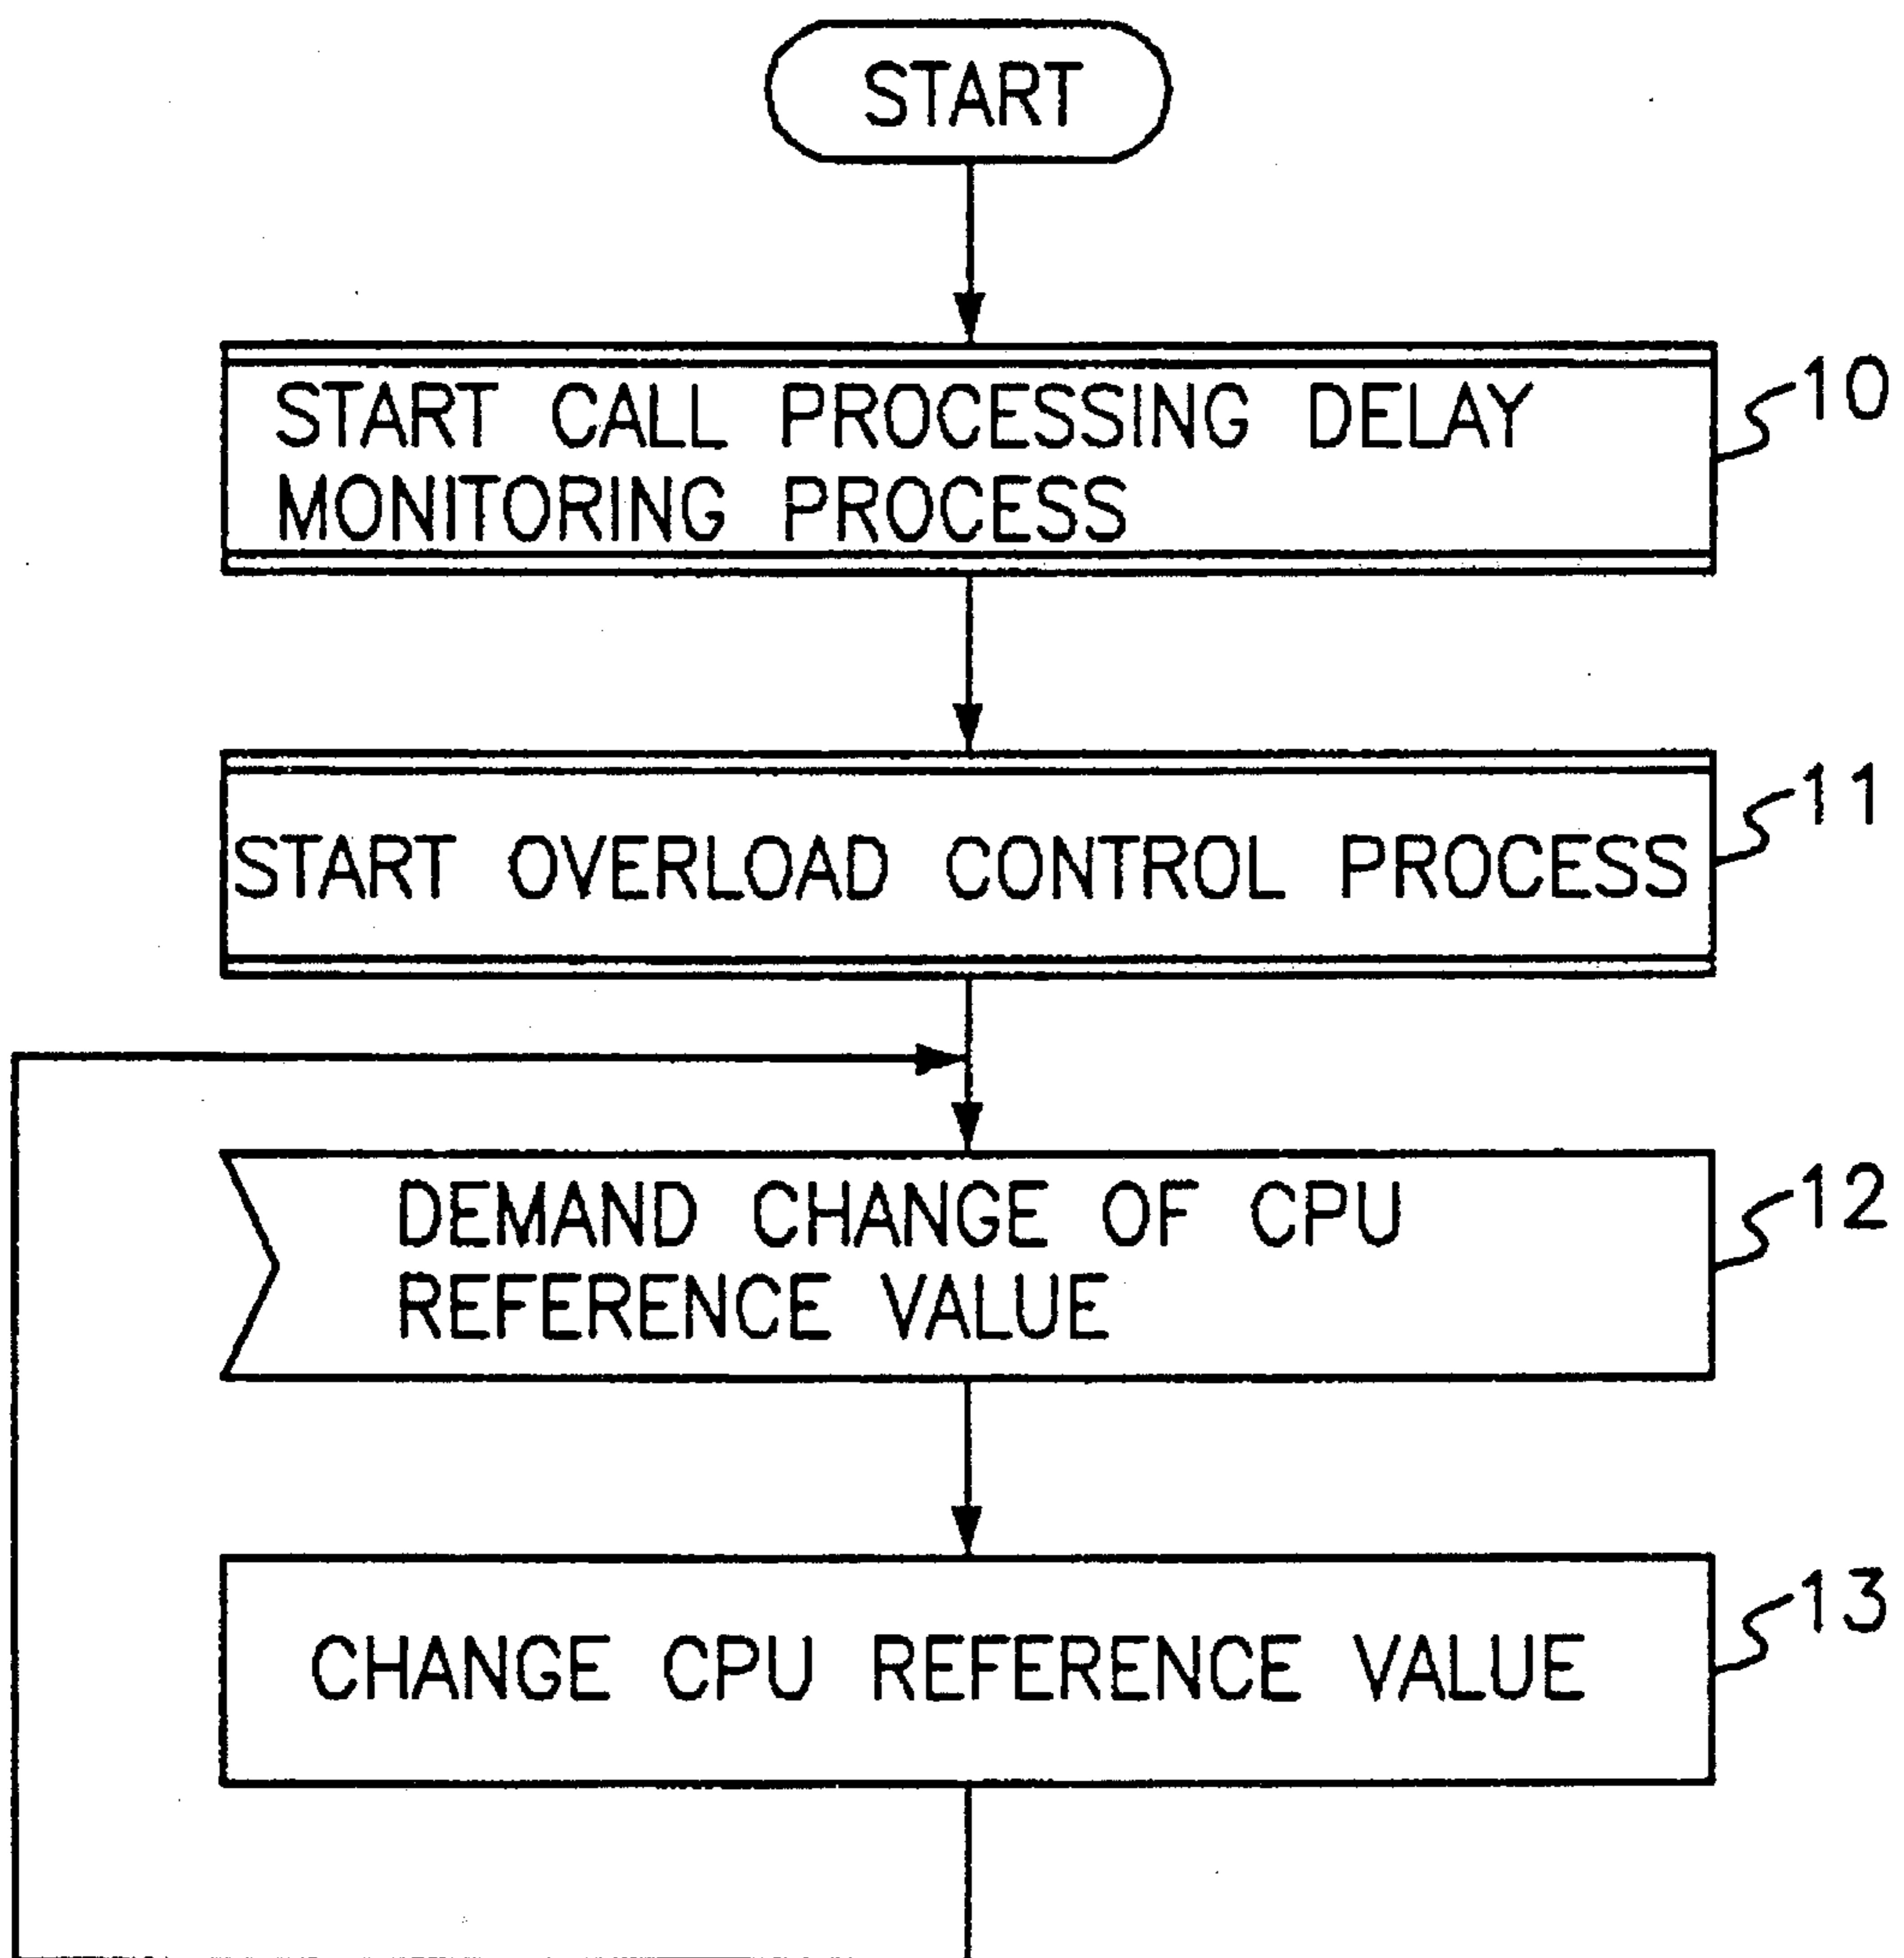 START
START CALL PROCESSING DELAY
MONITORING PROCESS
10
START OVERLOAD CONTROL PROCESS
11
DEMAND CHANGE OF CPU
REFERENCE VALUE
12
CHANGE CPU REFERENCE VALUE
13